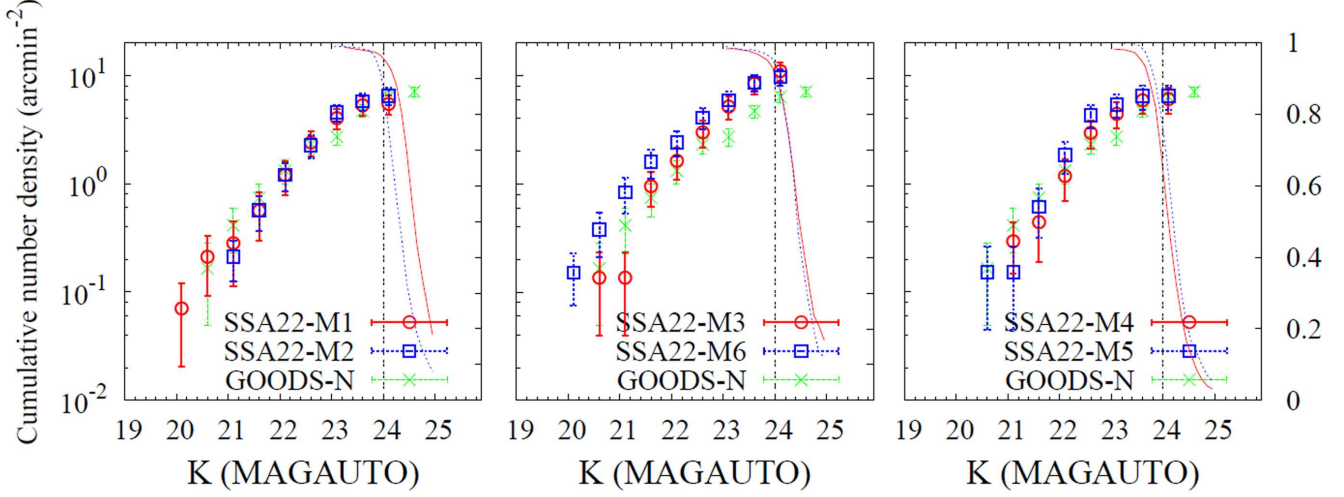 Cumulative number density (arcmin⁻²)
10¹
10⁰
10⁻¹
10⁻²
SSA22-M1
SSA22-M2
GOODS-N
19 20 21 22 23 24 25
K (MAGAUTO)
SSA22-M3
SSA22-M6
GOODS-N
19 20 21 22 23 24 25
K (MAGAUTO)
SSA22-M4
SSA22-M5
GOODS-N
19 20 21 22 23 24 25
K (MAGAUTO)
1
0.8
0.6
0.4
0.2
0